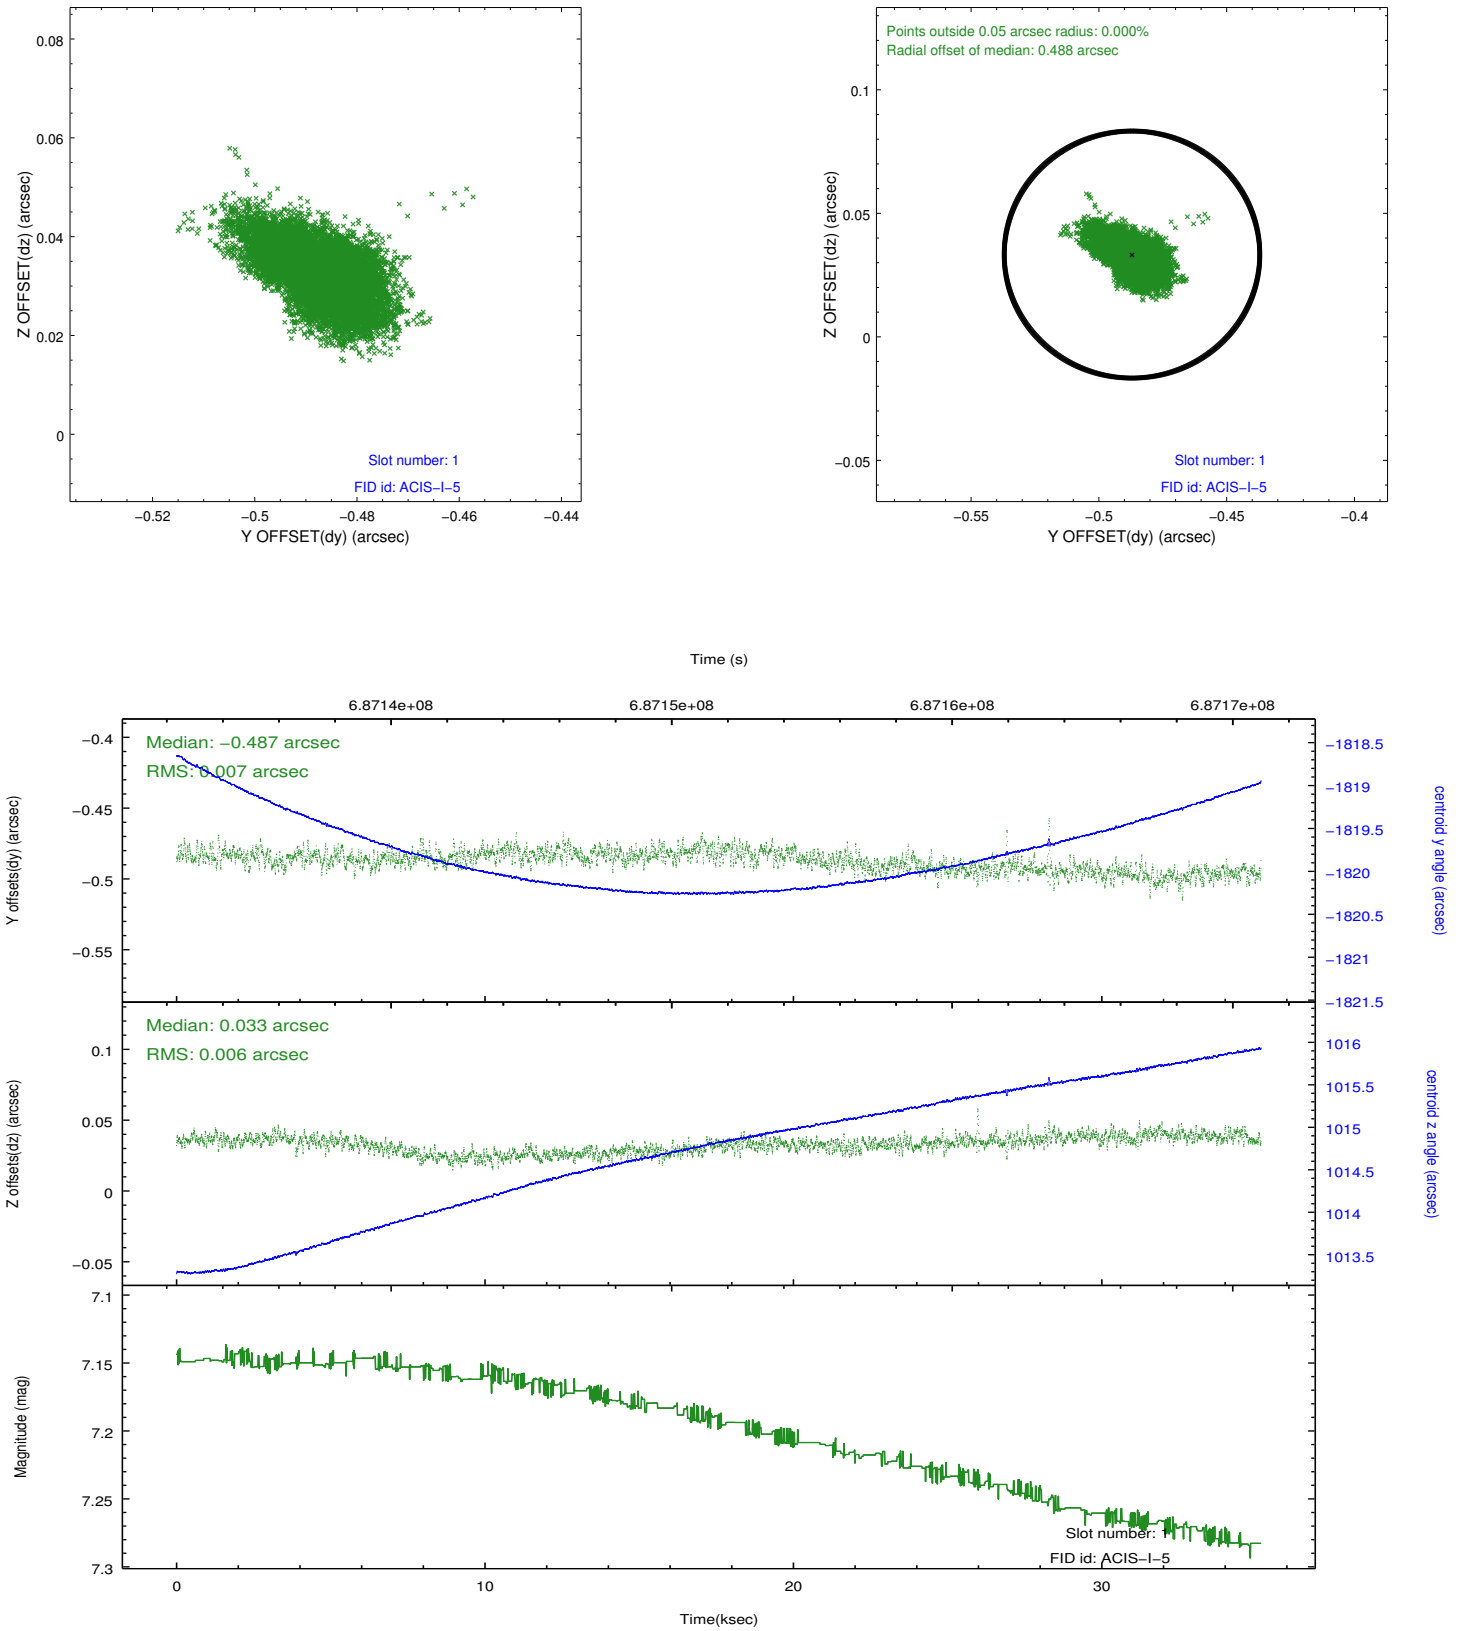 0.08
0.06
0.04
0.02
0
Z OFFSET(dz) (arcsec)
Slot number: 1
FID id: ACIS−I−5
−0.52
−0.5
−0.48
−0.46
−0.44
Y OFFSET(dy) (arcsec)
Points outside 0.05 arcsec radius: 0.000%
Radial offset of median: 0.488 arcsec
0.1
0.05
0
−0.05
Z OFFSET(dz) (arcsec)
Slot number: 1
FID id: ACIS−I−5
−0.55
−0.5
−0.45
−0.4
Y OFFSET(dy) (arcsec)
Time (s)
6.8714e+08
6.8715e+08
6.8716e+08
6.8717e+08
Median: −0.487 arcsec
RMS: 0.007 arcsec
−0.4
−0.45
−0.5
−0.55
Y offsets(dy) (arcsec)
−1818.5
−1819
−1819.5
−1820
−1820.5
−1821
−1821.5
centroid y angle (arcsec)
Median: 0.033 arcsec
RMS: 0.006 arcsec
0.1
0.05
0
−0.05
Z offsets(dz) (arcsec)
1016
1015.5
1015
1014.5
1014
1013.5
centroid z angle (arcsec)
7.1
7.15
7.2
7.25
7.3
Magnitude (mag)
Slot number: 1
FID id: ACIS−I−5
0
10
20
30
Time(ksec)